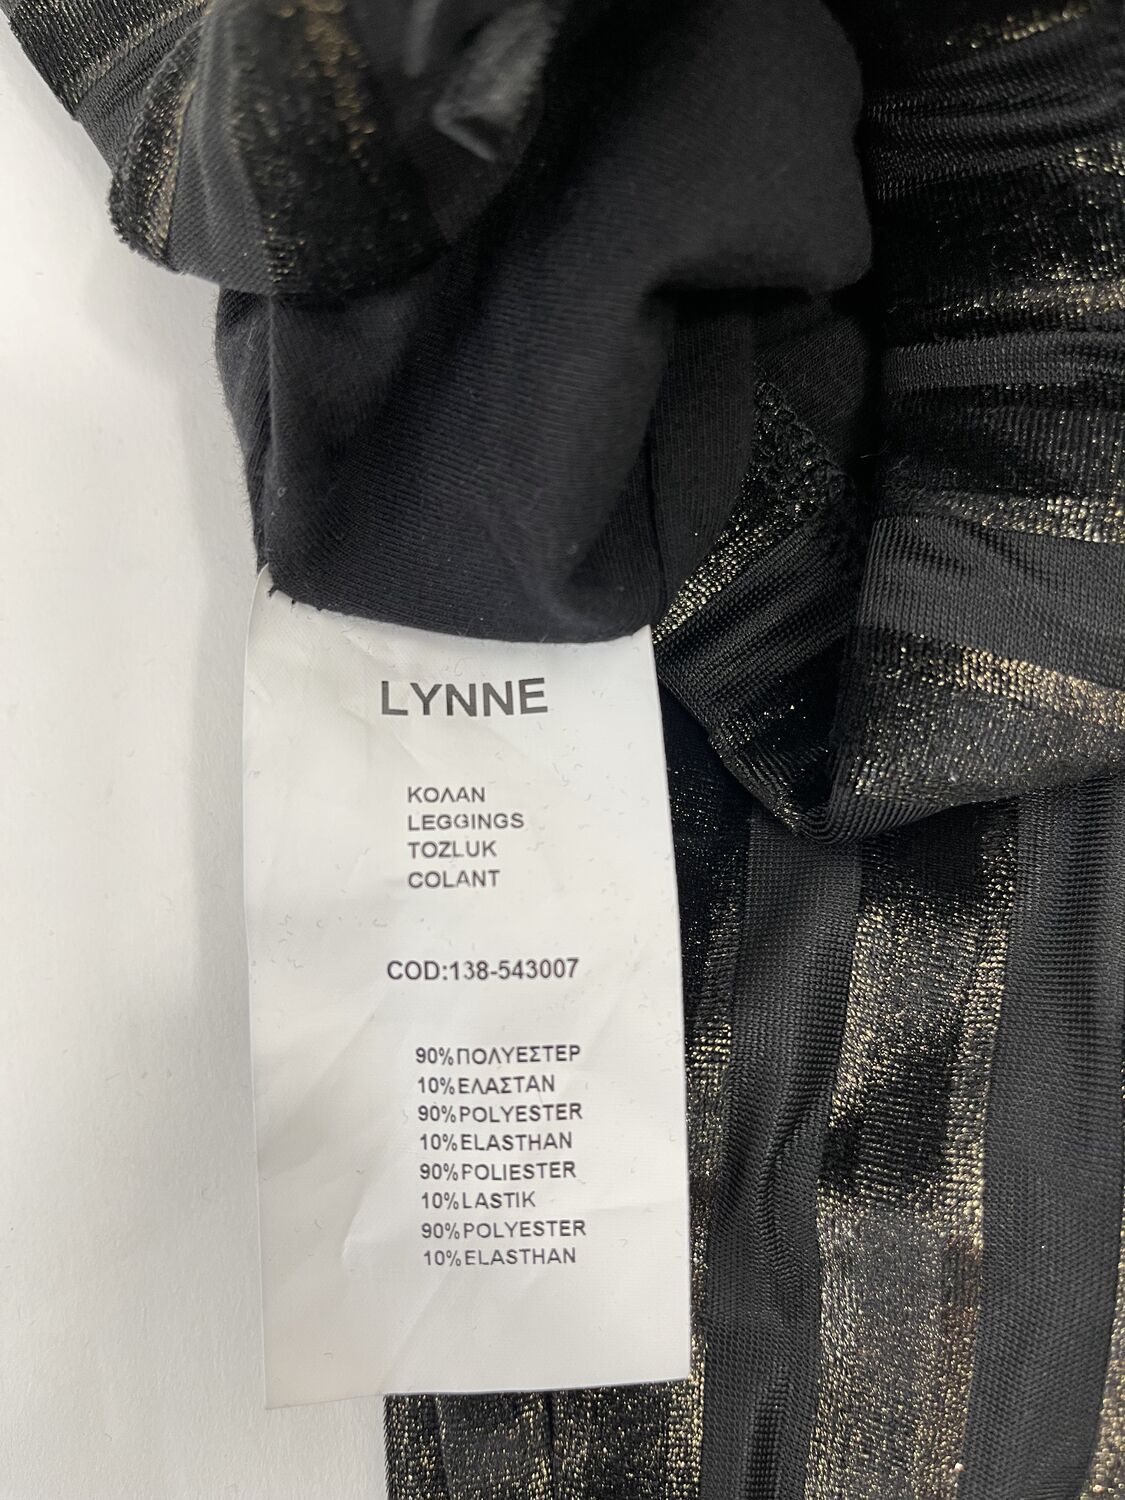 LYNNE
ΚΟΛΑΝ
LEGGINGS
TOZLUK
COLANT
COD:138-543007
90%ΠΟΛΥΕΣΤΕΡ
10%ΕΛΑΣΤΑΝ
90%POLYESTER
10%ELASTHAN
90%POLIESTER
10%LASTIK
90%POLYESTER
10%ELASTHAN